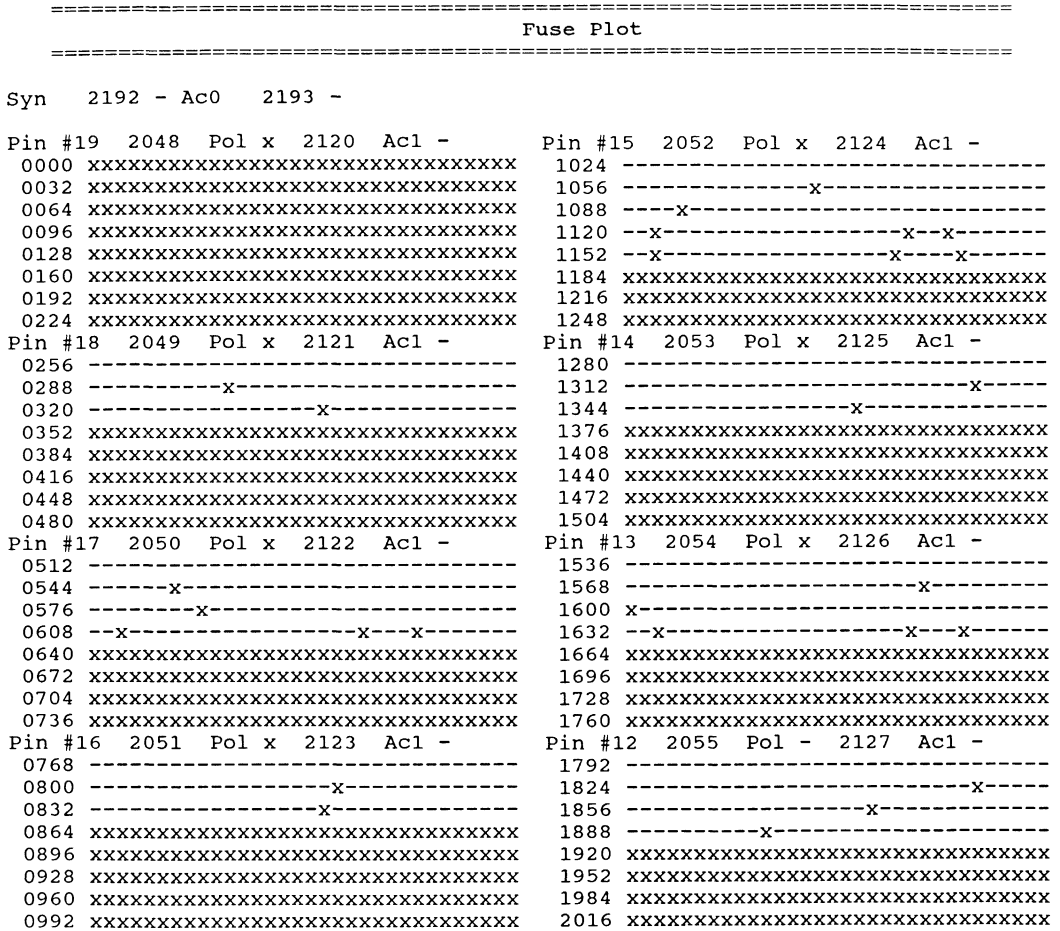 ========================================================================
Fuse Plot
========================================================================
Syn 2192 - Ac0 2193 -
Pin #19 2048 Pol x 2120 Ac1 -
0000 xxxxxxxxxxxxxxxxxxxxxxxxxxxxxxxx
0032 xxxxxxxxxxxxxxxxxxxxxxxxxxxxxxxx
0064 xxxxxxxxxxxxxxxxxxxxxxxxxxxxxxxx
0096 xxxxxxxxxxxxxxxxxxxxxxxxxxxxxxxx
0128 xxxxxxxxxxxxxxxxxxxxxxxxxxxxxxxx
0160 xxxxxxxxxxxxxxxxxxxxxxxxxxxxxxxx
0192 xxxxxxxxxxxxxxxxxxxxxxxxxxxxxxxx
0224 xxxxxxxxxxxxxxxxxxxxxxxxxxxxxxxx
Pin #18 2049 Pol x 2121 Ac1 -
0256 --------------------------------
0288 ----------x---------------------
0320 -----------------x--------------
0352 xxxxxxxxxxxxxxxxxxxxxxxxxxxxxxxx
0384 xxxxxxxxxxxxxxxxxxxxxxxxxxxxxxxx
0416 xxxxxxxxxxxxxxxxxxxxxxxxxxxxxxxx
0448 xxxxxxxxxxxxxxxxxxxxxxxxxxxxxxxx
0480 xxxxxxxxxxxxxxxxxxxxxxxxxxxxxxxx
Pin #17 2050 Pol x 2122 Ac1 -
0512 --------------------------------
0544 ------x-------------------------
0576 --------x-----------------------
0608 --x-----------------x---x-------
0640 xxxxxxxxxxxxxxxxxxxxxxxxxxxxxxxx
0672 xxxxxxxxxxxxxxxxxxxxxxxxxxxxxxxx
0704 xxxxxxxxxxxxxxxxxxxxxxxxxxxxxxxx
0736 xxxxxxxxxxxxxxxxxxxxxxxxxxxxxxxx
Pin #16 2051 Pol x 2123 Ac1 -
0768 --------------------------------
0800 ------------------x-------------
0832 -----------------x--------------
0864 xxxxxxxxxxxxxxxxxxxxxxxxxxxxxxxx
0896 xxxxxxxxxxxxxxxxxxxxxxxxxxxxxxxx
0928 xxxxxxxxxxxxxxxxxxxxxxxxxxxxxxxx
0960 xxxxxxxxxxxxxxxxxxxxxxxxxxxxxxxx
0992 xxxxxxxxxxxxxxxxxxxxxxxxxxxxxxxx
Pin #15 2052 Pol x 2124 Ac1 -
1024 --------------------------------
1056 --------------x-----------------
1088 ----x---------------------------
1120 --x------------------x--x-------
1152 --x-----------------x----x------
1184 xxxxxxxxxxxxxxxxxxxxxxxxxxxxxxxx
1216 xxxxxxxxxxxxxxxxxxxxxxxxxxxxxxxx
1248 xxxxxxxxxxxxxxxxxxxxxxxxxxxxxxxx
Pin #14 2053 Pol x 2125 Ac1 -
1280 --------------------------------
1312 --------------------------x-----
1344 -----------------x--------------
1376 xxxxxxxxxxxxxxxxxxxxxxxxxxxxxxxx
1408 xxxxxxxxxxxxxxxxxxxxxxxxxxxxxxxx
1440 xxxxxxxxxxxxxxxxxxxxxxxxxxxxxxxx
1472 xxxxxxxxxxxxxxxxxxxxxxxxxxxxxxxx
1504 xxxxxxxxxxxxxxxxxxxxxxxxxxxxxxxx
Pin #13 2054 Pol x 2126 Ac1 -
1536 --------------------------------
1568 ----------------------x---------
1600 x-------------------------------
1632 --x------------------x---x------
1664 xxxxxxxxxxxxxxxxxxxxxxxxxxxxxxxx
1696 xxxxxxxxxxxxxxxxxxxxxxxxxxxxxxxx
1728 xxxxxxxxxxxxxxxxxxxxxxxxxxxxxxxx
1760 xxxxxxxxxxxxxxxxxxxxxxxxxxxxxxxx
Pin #12 2055 Pol - 2127 Ac1 -
1792 --------------------------------
1824 --------------------------x-----
1856 ------------------x-------------
1888 ----------x---------------------
1920 xxxxxxxxxxxxxxxxxxxxxxxxxxxxxxxx
1952 xxxxxxxxxxxxxxxxxxxxxxxxxxxxxxxx
1984 xxxxxxxxxxxxxxxxxxxxxxxxxxxxxxxx
2016 xxxxxxxxxxxxxxxxxxxxxxxxxxxxxxxx